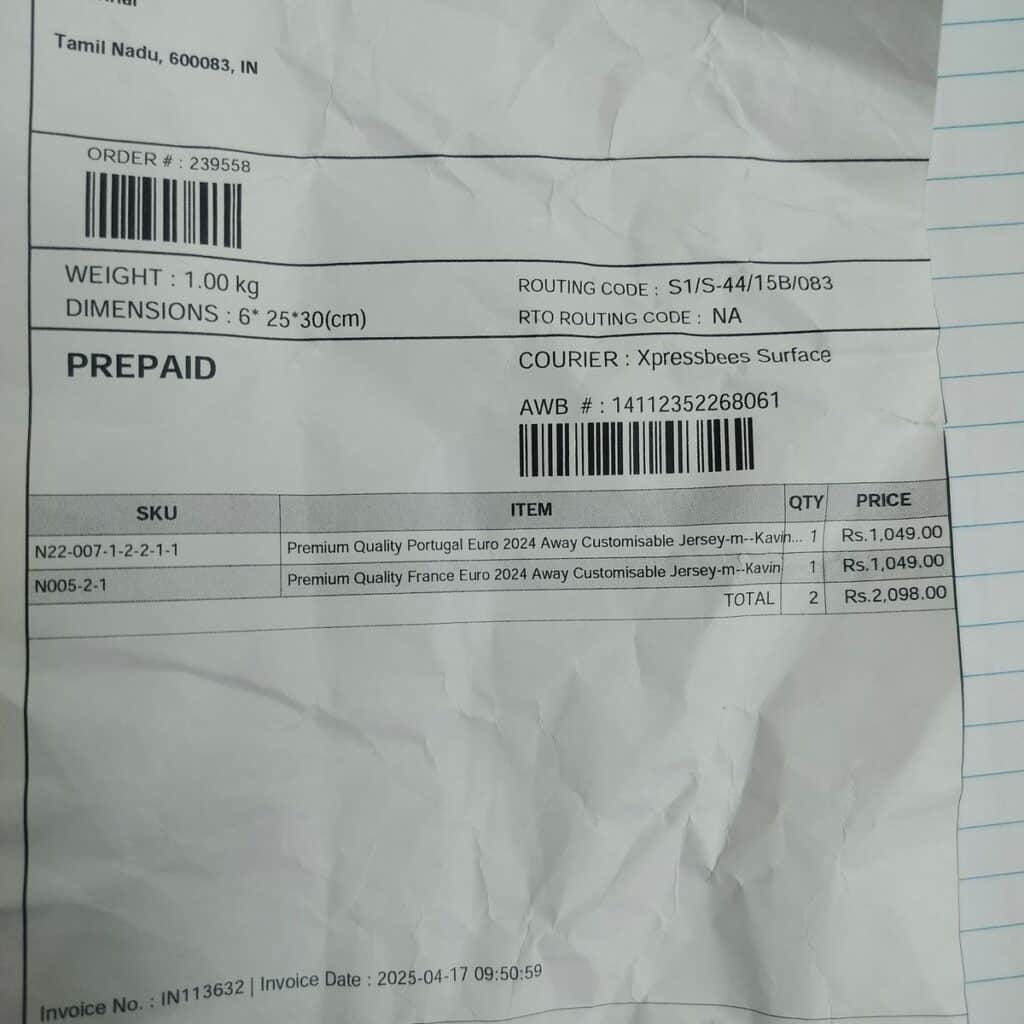 Tamil Nadu, 600083, IN
ORDER # : 239558
WEIGHT : 1.00 kg
DIMENSIONS : 6* 25*30(cm)
ROUTING CODE : S1/S-44/15B/083
RTO ROUTING CODE : NA
PREPAID
COURIER : Xpressbees Surface
AWB # : 14112352268061
SKU ITEM QTY PRICE
N22-007-1-2-2-1-1 Premium Quality Portugal Euro 2024 Away Customisable Jersey-m--Kavin... 1 Rs.1,049.00
N005-2-1 Premium Quality France Euro 2024 Away Customisable Jersey-m--Kavin 1 Rs.1,049.00
TOTAL 2 Rs.2,098.00
Invoice No. : IN113632 | Invoice Date : 2025-04-17 09:50:59